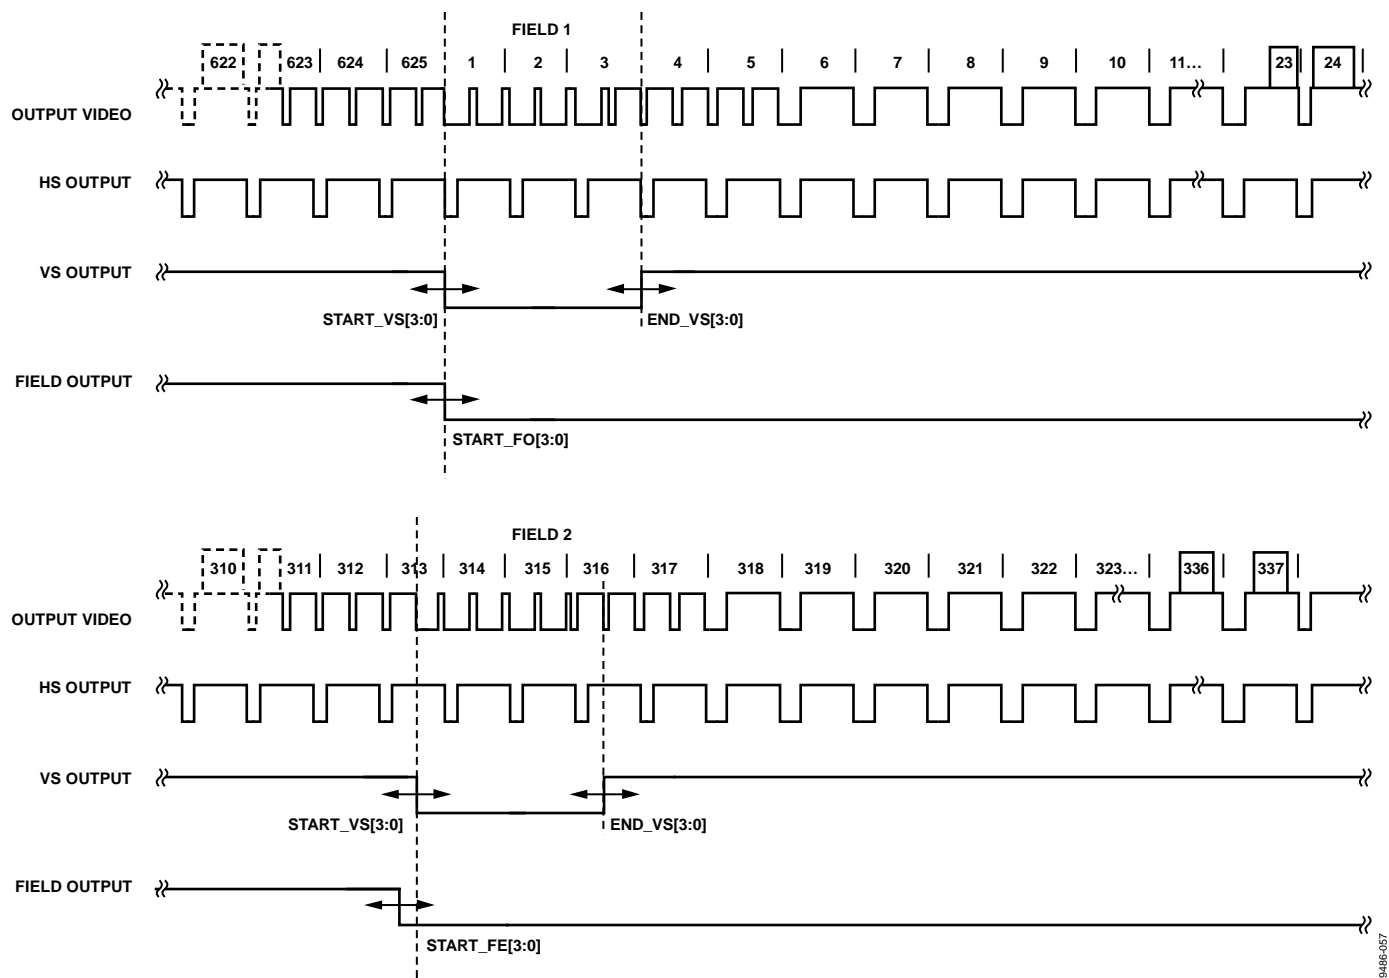 FIELD 1
622 623 624 625 1 2 3 4 5 6 7 8 9 10 11... 23 24
OUTPUT VIDEO
HS OUTPUT
VS OUTPUT
START_VS[3:0] END_VS[3:0]
FIELD OUTPUT
START_FO[3:0]
FIELD 2
310 311 312 313 314 315 316 317 318 319 320 321 322 323... 336 337
OUTPUT VIDEO
HS OUTPUT
VS OUTPUT
START_VS[3:0] END_VS[3:0]
FIELD OUTPUT
START_FE[3:0]
9486-057